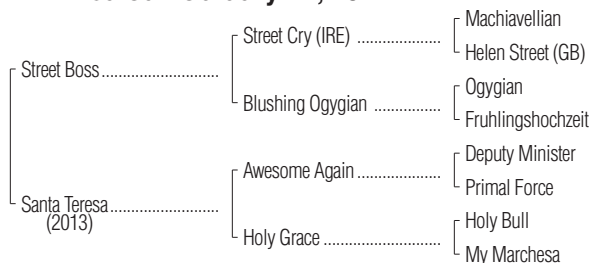 Machiavellian
Street Cry (IRE) ..................
Helen Street (GB)
Street Boss..........................
Ogygian
Blushing Ogygian ................
Fruhlingshochzeit
Deputy Minister
Awesome Again ..................
Primal Force
Santa Teresa........................
(2013)
Holy Bull
Holy Grace .........................
My Marchesa